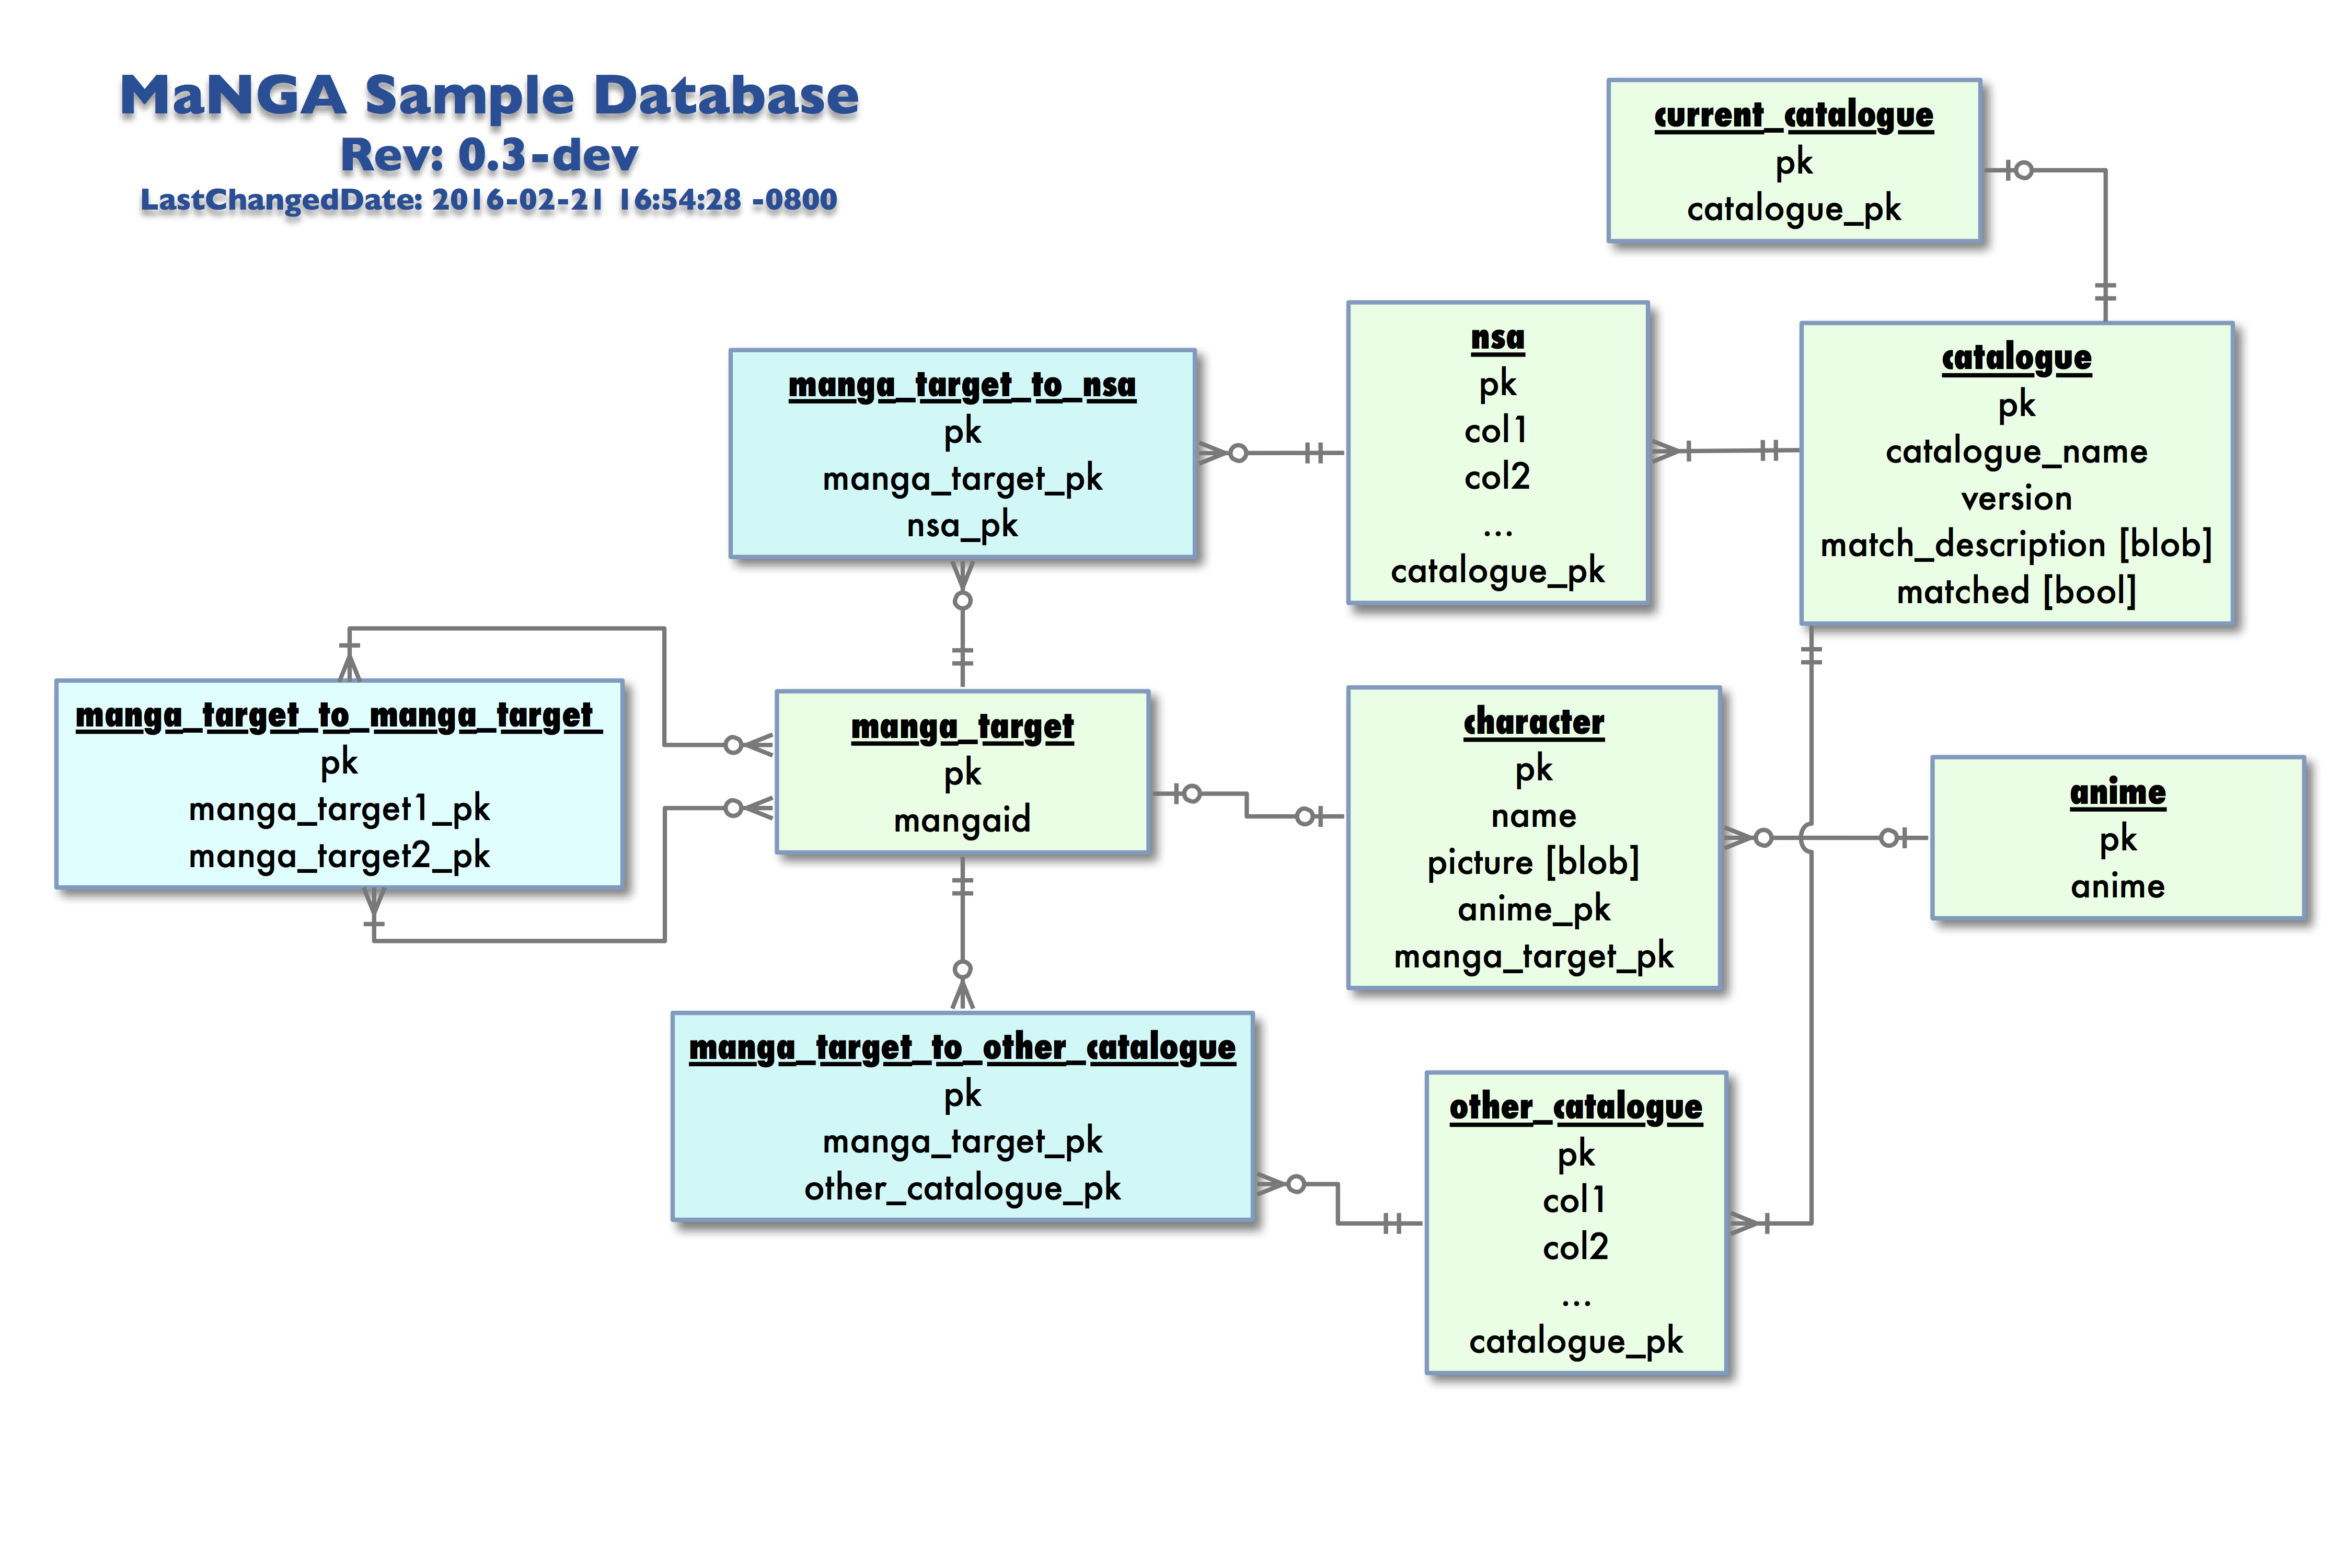 MaNGA Sample Database
Rev: 0.3-dev
LastChangedDate: 2016-02-21 16:54:28 -0800
current_catalogue
pk
catalogue_pk
nsa
pk
col1
col2
...
catalogue_pk
catalogue
pk
catalogue_name
version
match_description [blob]
matched [bool]
manga_target_to_nsa
pk
manga_target_pk
nsa_pk
manga_target_to_manga_target
pk
manga_target1_pk
manga_target2_pk
manga_target
pk
mangaid
character
pk
name
picture [blob]
anime_pk
manga_target_pk
anime
pk
anime
manga_target_to_other_catalogue
pk
manga_target_pk
other_catalogue_pk
other_catalogue
pk
col1
col2
...
catalogue_pk